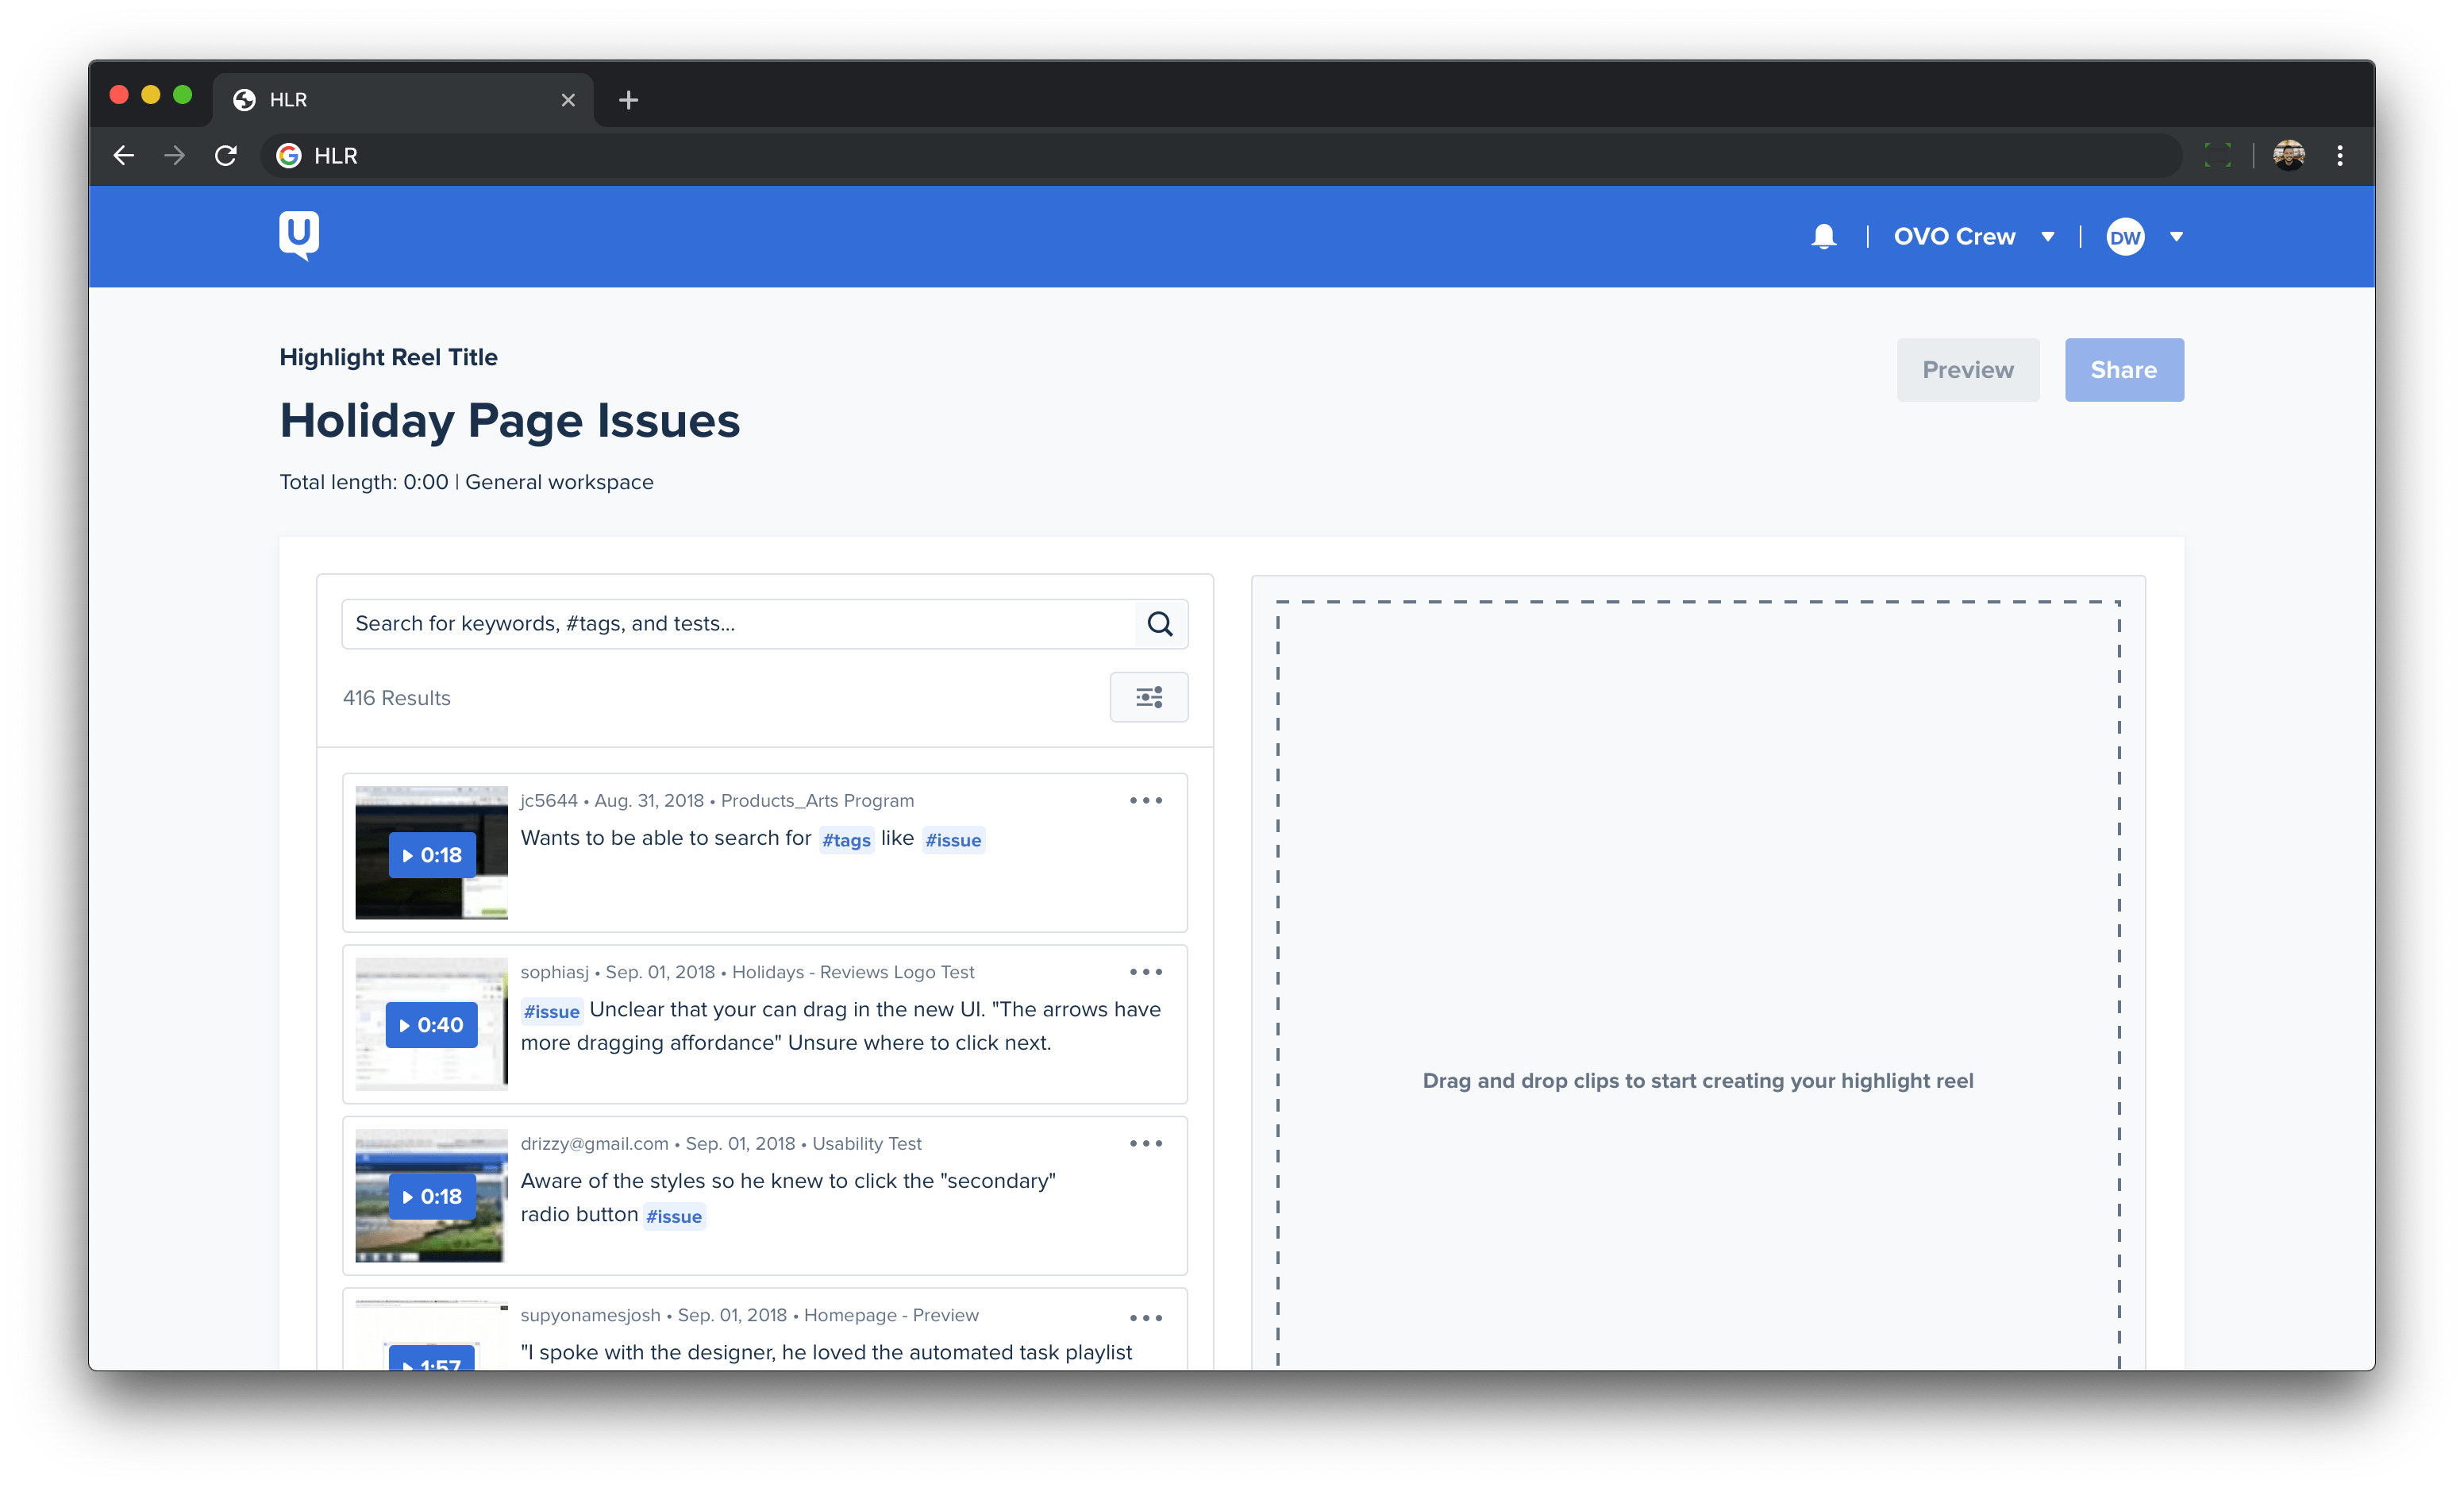 HLR
HLR
U
OVO Crew
DW
Highlight Reel Title
Preview
Share
Holiday Page Issues
Total length: 0:00 | General workspace
Search for keywords, #tags, and tests...
416 Results
jc5644 • Aug. 31, 2018 • Products_Arts Program
Wants to be able to search for #tags like #issue
0:18
sophiasj • Sep. 01, 2018 • Holidays - Reviews Logo Test
#issue Unclear that your can drag in the new UI. "The arrows have
more dragging affordance" Unsure where to click next.
0:40
drizzy@gmail.com • Sep. 01, 2018 • Usability Test
Aware of the styles so he knew to click the "secondary"
radio button #issue
0:18
supyonamesjosh • Sep. 01, 2018 • Homepage - Preview
"I spoke with the designer, he loved the automated task playlist
1:57
Drag and drop clips to start creating your highlight reel